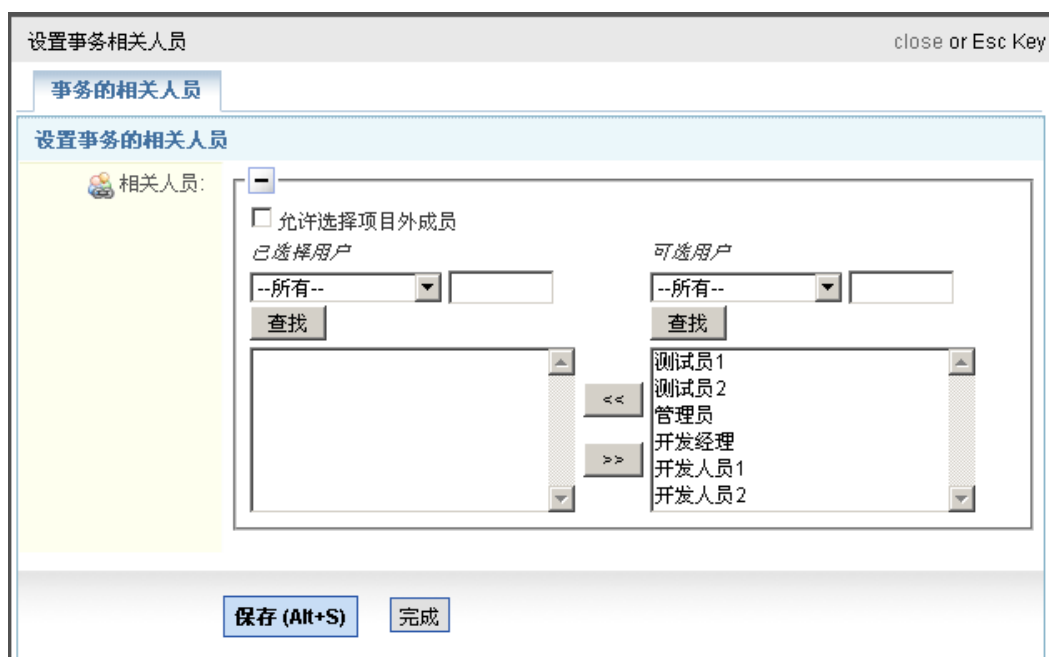 设置事务相关人员 close or Esc Key
事务的相关人员
设置事务的相关人员
相关人员:
允许选择项目外成员
已选择用户 可选用户
--所有-- --所有--
查找 查找
测试员1
测试员2
<< 管理员
开发经理
>> 开发人员1
开发人员2
保存 (Alt+S) 完成